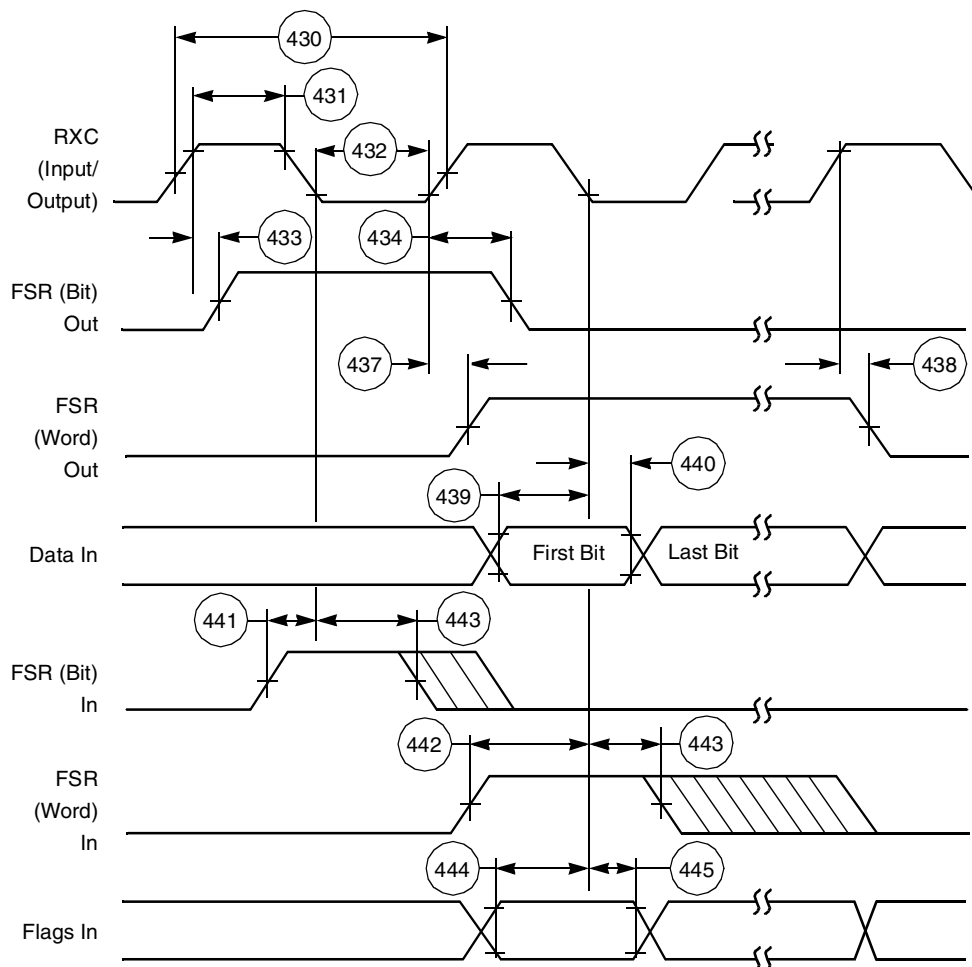 430
431
RXC
(Input/
Output)
432
433
434
FSR (Bit)
Out
437
438
FSR
(Word)
Out
440
439
Data In
First Bit
Last Bit
441
443
FSR (Bit)
In
442
443
FSR
(Word)
In
444
445
Flags In